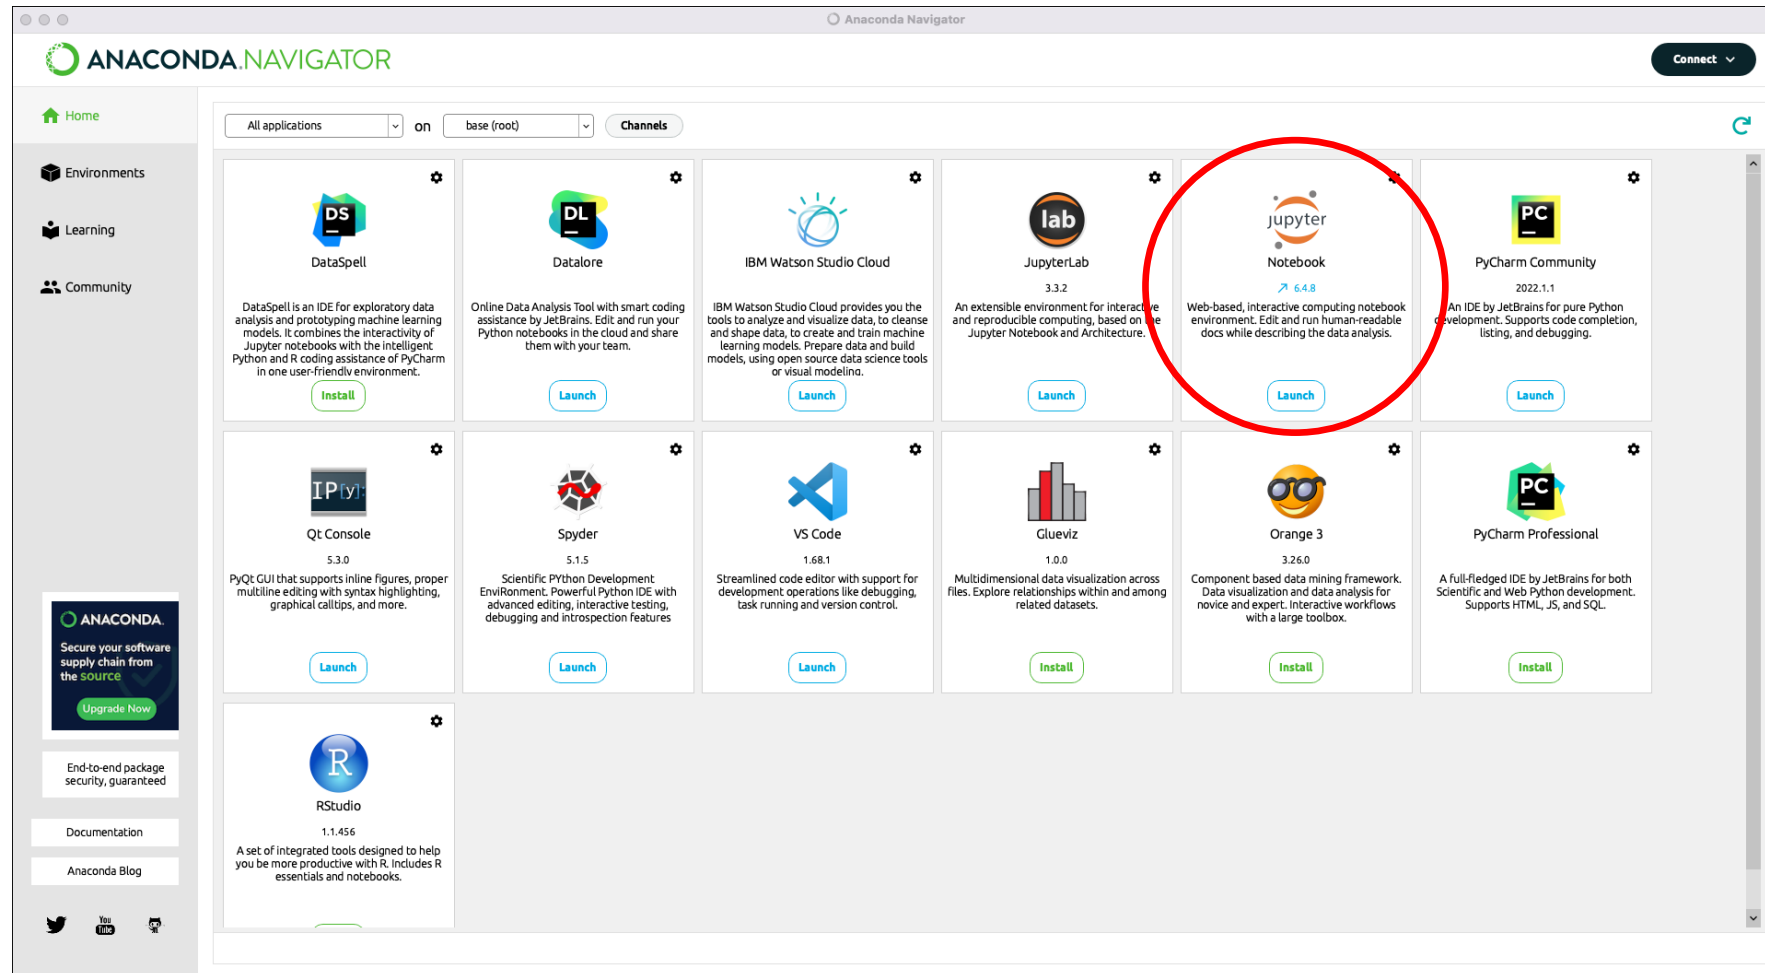 Anaconda Navigator
ANACONDA.NAVIGATOR
Connect
Home
Environments
Learning
Community
All applications
on
base (root)
Channels
DS
DataSpell
DataSpell is an IDE for exploratory data
analysis and prototyping machine learning
models. It combines the interactivity of
Jupyter notebooks with the intelligent
Python and R coding assistance of PyCharm
in one user-friendly environment.
Install
DL
Datalore
Online Data Analysis Tool with smart coding
assistance by JetBrains. Edit and run your
Python notebooks in the cloud and share
them with your team.
Launch
IBM Watson Studio Cloud
IBM Watson Studio Cloud provides you the
tools to analyze and visualize data, to cleanse
and shape data, to create and train machine
learning models. Prepare data and build
models, using open source data science tools
or visual modeling.
Launch
lab
JupyterLab
3.3.2
An extensible environment for interactive
and reproducible computing, based on the
Jupyter Notebook and Architecture.
Launch
jupyter
Notebook
6.4.8
Web-based, interactive computing notebook
environment. Edit and run human-readable
docs while describing the data analysis.
Launch
PC
PyCharm Community
2022.1.1
An IDE by JetBrains for pure Python
development. Supports code completion,
listing, and debugging.
Launch
IP[y]:
Qt Console
5.3.0
PyQt GUI that supports inline figures, proper
multiline editing with syntax highlighting,
graphical calltips, and more.
Launch
Spyder
5.1.5
Scientific PYthon Development
EnviRonment. Powerful Python IDE with
advanced editing, interactive testing,
debugging and introspection features
Launch
VS Code
1.68.1
Streamlined code editor with support for
development operations like debugging,
task running and version control.
Launch
Glueviz
1.0.0
Multidimensional data visualization across
files. Explore relationships within and among
related datasets.
Install
Orange 3
3.26.0
Component based data mining framework.
Data visualization and data analysis for
novice and expert. Interactive workflows
with a large toolbox.
Install
PC
PyCharm Professional
A full-fledged IDE by JetBrains for both
Scientific and Web Python development.
Supports HTML, JS, and SQL.
Install
R
RStudio
1.1.456
A set of integrated tools designed to help
you be more productive with R. Includes R
essentials and notebooks.
ANACONDA.
Secure your software
supply chain from
the source
Upgrade Now
End-to-end package
security, guaranteed
Documentation
Anaconda Blog
You
Tube